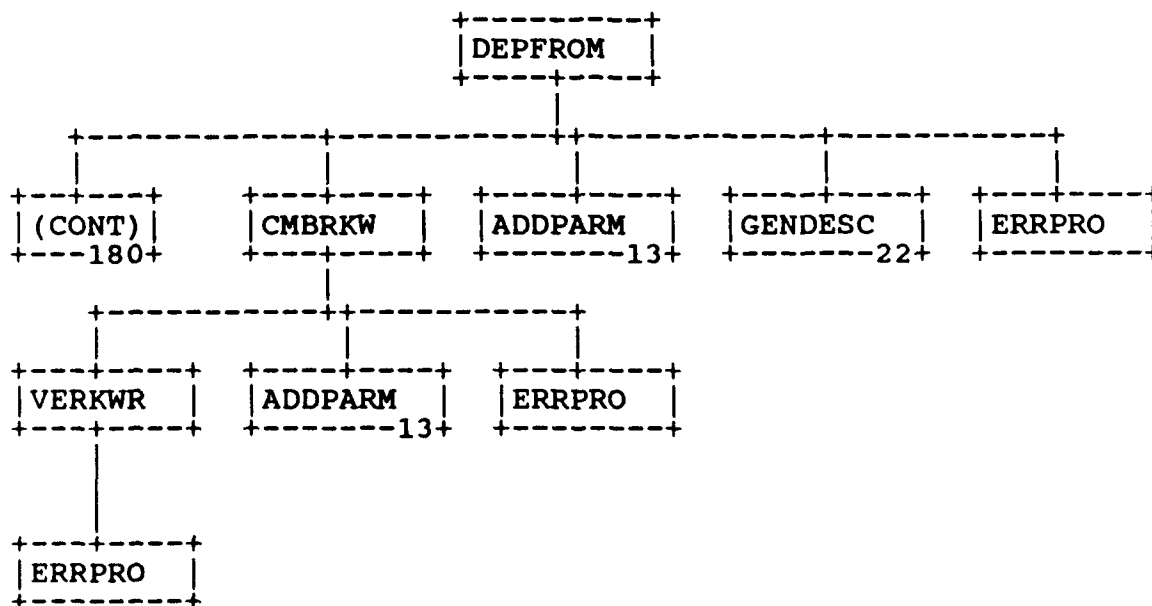 DEPFROM
(CONT) CMBRKW ADDPARM GENDESC ERRPRO
180 13 22
VERKWR ADDPARM ERRPRO
13
ERRPRO